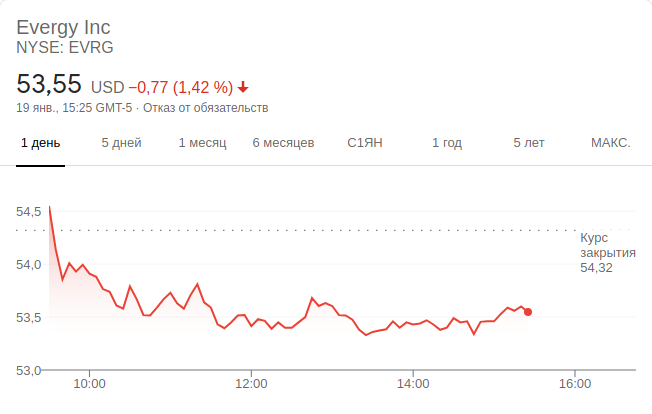 Evergy Inc
NYSE: EVRG
53,55 USD −0,77 (1,42 %)
19 янв., 15:25 GMT-5 · Отказ от обязательств
1 день 5 дней 1 месяц 6 месяцев С1ЯН 1 год 5 лет МАКС.
54,5
Курс
закрытия
54,32
54,0
53,5
53,0
10:00 12:00 14:00 16:00